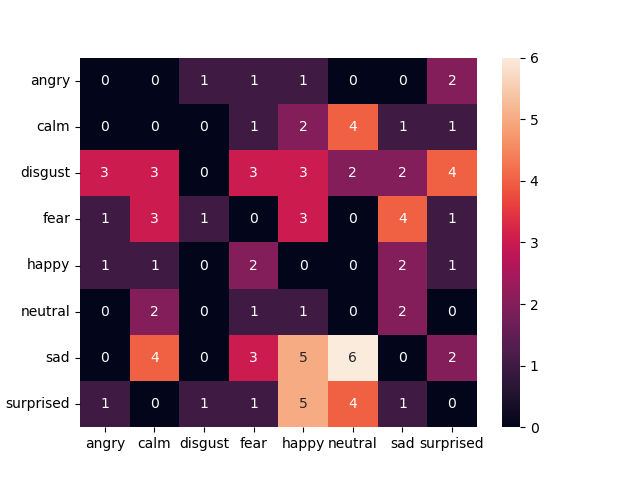 angry 0 0 1 1 1 0 0 2
calm 0 0 0 1 2 4 1 1
disgust 3 3 0 3 3 2 2 4
fear 1 3 1 0 3 0 4 1
happy 1 1 0 2 0 0 2 1
neutral 0 2 0 1 1 0 2 0
sad 0 4 0 3 5 6 0 2
surprised 1 0 1 1 5 4 1 0
angry calm disgust fear happy neutral sad surprised
6
5
4
3
2
1
0